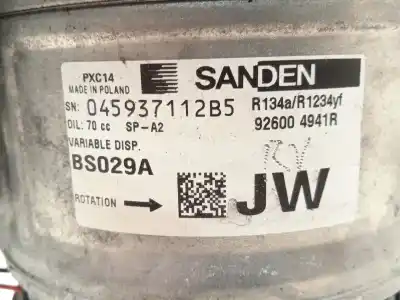 PXC14
MADE IN POLAND
SANDEN
SN: 045937112B5
R134a/R1234yf
OIL: 70 cc SP-A2
92600 4941R
VARIABLE DISP.
BS029A
ROTATION
JW